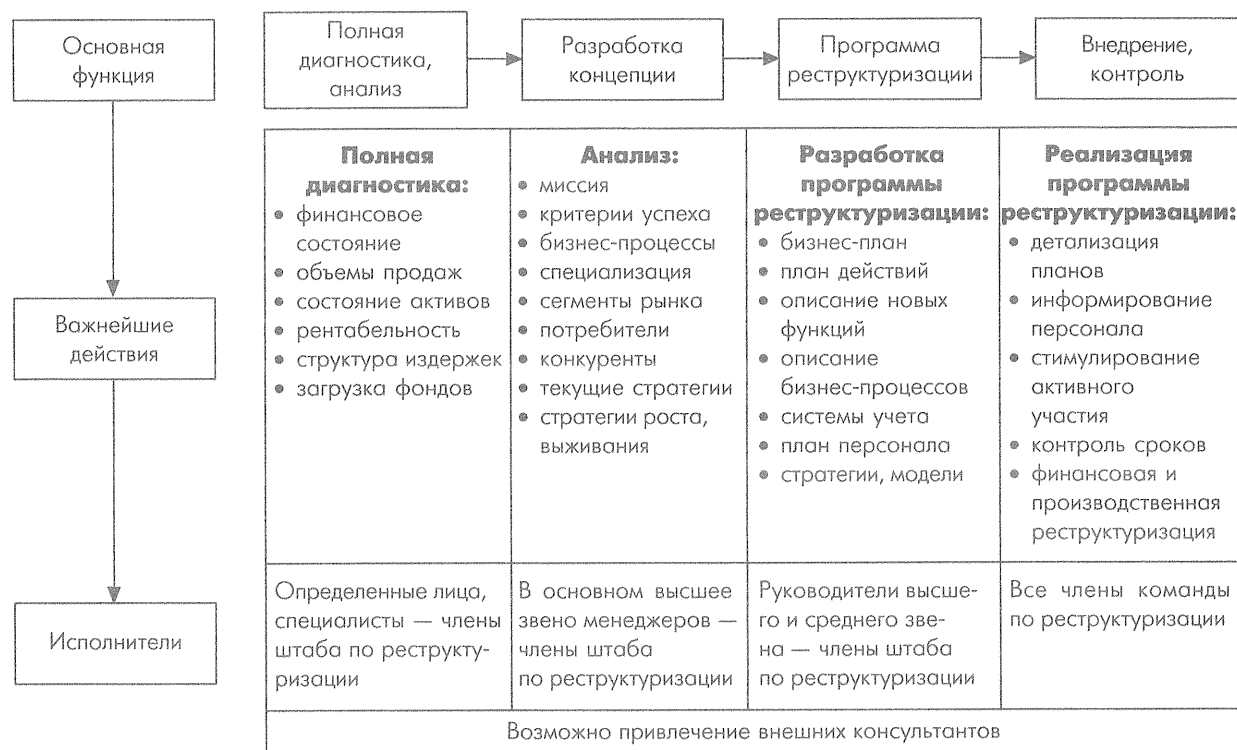 Основная
функция
Полная
диагностика,
анализ
Разработка
концепции
Программа
реструктуризации
Внедрение,
контроль
Важнейшие
действия
Полная
диагностика:
• финансовое
состояние
• объемы продаж
• состояние активов
• рентабельность
• структура издержек
• загрузка фондов
Анализ:
• миссия
• критерии успеха
• бизнес-процессы
• специализация
• сегменты рынка
• потребители
• конкуренты
• текущие стратегии
• стратегии роста,
выживания
Разработка
программы
реструктуризации:
• бизнес-план
• план действий
• описание новых
функций
• описание
бизнес-процессов
• системы учета
• план персонала
• стратегии, модели
Реализация
программы
реструктуризации:
• детализация
планов
• информирование
персонала
• стимулирование
активного
участия
• контроль сроков
• финансовая и
производственная
реструктуризация
Исполнители
Определенные лица,
специалисты — члены
штаба по реструкту-
ризации
В основном высшее
звено менеджеров —
члены штаба
по реструктуризации
Руководители высше-
го и среднего зве-
на — члены штаба
по реструктуризации
Все члены команды
по реструктуризации
Возможно привлечение внешних консультантов